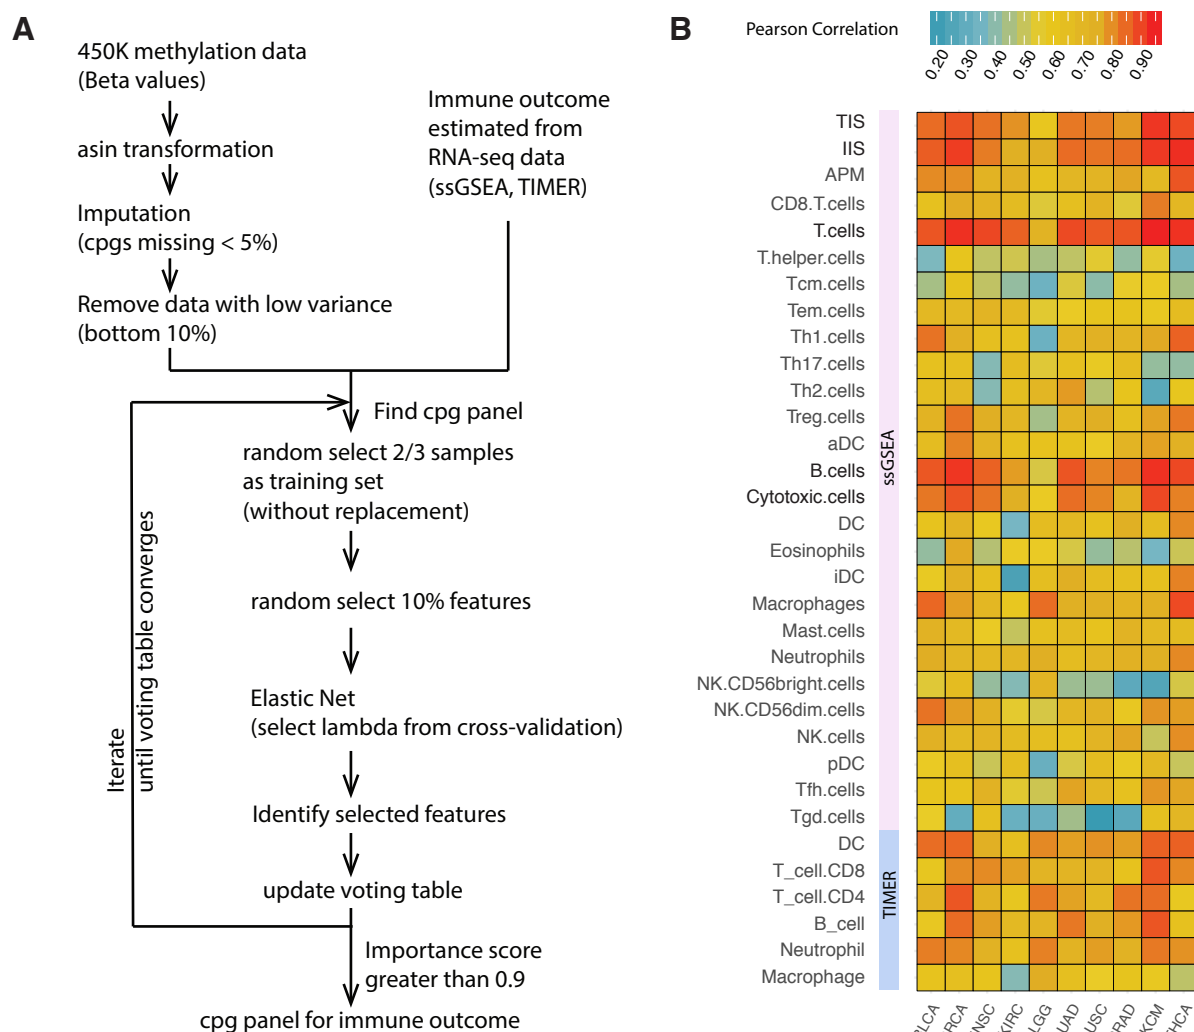 A
450K methylation data
(Beta values)
asin transformation
Imputation
(cpgs missing < 5%)
Remove data with low variance
(bottom 10%)
Immune outcome
estimated from
RNA-seq data
(ssGSEA, TIMER)
Find cpg panel
random select 2/3 samples
as training set
(without replacement)
random select 10% features
Elastic Net
(select lambda from cross-validation)
Identify selected features
update voting table
Iterate
until voting table converges
Importance score
greater than 0.9
cpg panel for immune outcome
B
Pearson Correlation
0.20 0.30 0.40 0.50 0.60 0.70 0.80 0.90
TIS
IIS
APM
CD8.T.cells
T.cells
T.helper.cells
Tcm.cells
Tem.cells
Th1.cells
Th17.cells
Th2.cells
Treg.cells
aDC
B.cells
Cytotoxic.cells
DC
Eosinophils
iDC
Macrophages
Mast.cells
Neutrophils
NK.CD56bright.cells
NK.CD56dim.cells
NK.cells
pDC
Tfh.cells
Tgd.cells
DC
T_cell.CD8
T_cell.CD4
B_cell
Neutrophil
Macrophage
ssGSEA
TIMER
LGG